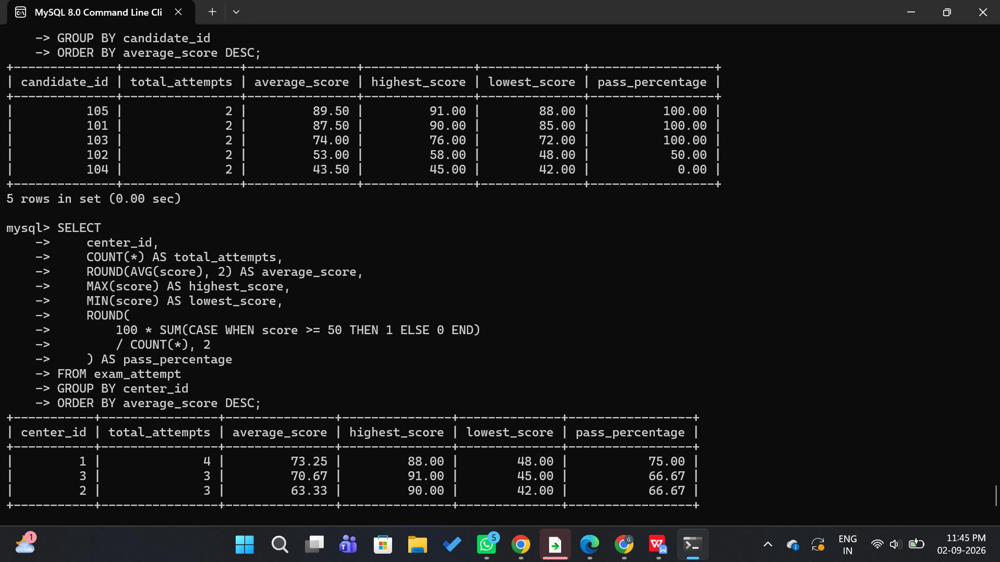 MySQL 8.0 Command Line Cli
    -> GROUP BY candidate_id
    -> ORDER BY average_score DESC;
+--------------+----------------+---------------+---------------+--------------+-----------------+
| candidate_id | total_attempts | average_score | highest_score | lowest_score | pass_percentage |
+--------------+----------------+---------------+---------------+--------------+-----------------+
|          105 |              2 |         89.50 |         91.00 |        88.00 |          100.00 |
|          101 |              2 |         87.50 |         90.00 |        85.00 |          100.00 |
|          103 |              2 |         74.00 |         76.00 |        72.00 |          100.00 |
|          102 |              2 |         53.00 |         58.00 |        48.00 |           50.00 |
|          104 |              2 |         43.50 |         45.00 |        42.00 |            0.00 |
+--------------+----------------+---------------+---------------+--------------+-----------------+
5 rows in set (0.00 sec)
mysql> SELECT
    ->     center_id,
    ->     COUNT(*) AS total_attempts,
    ->     ROUND(AVG(score), 2) AS average_score,
    ->     MAX(score) AS highest_score,
    ->     MIN(score) AS lowest_score,
    ->     ROUND(
    ->         100 * SUM(CASE WHEN score >= 50 THEN 1 ELSE 0 END)
    ->         / COUNT(*), 2
    ->     ) AS pass_percentage
    -> FROM exam_attempt
    -> GROUP BY center_id
    -> ORDER BY average_score DESC;
+-----------+----------------+---------------+---------------+--------------+-----------------+
| center_id | total_attempts | average_score | highest_score | lowest_score | pass_percentage |
+-----------+----------------+---------------+---------------+--------------+-----------------+
|         1 |              4 |         73.25 |         88.00 |        48.00 |           75.00 |
|         3 |              3 |         70.67 |         91.00 |        45.00 |           66.67 |
|         2 |              3 |         63.33 |         90.00 |        42.00 |           66.67 |
+-----------+----------------+---------------+---------------+--------------+-----------------+
1
5
ENG
IN
11:45 PM
02-09-2026